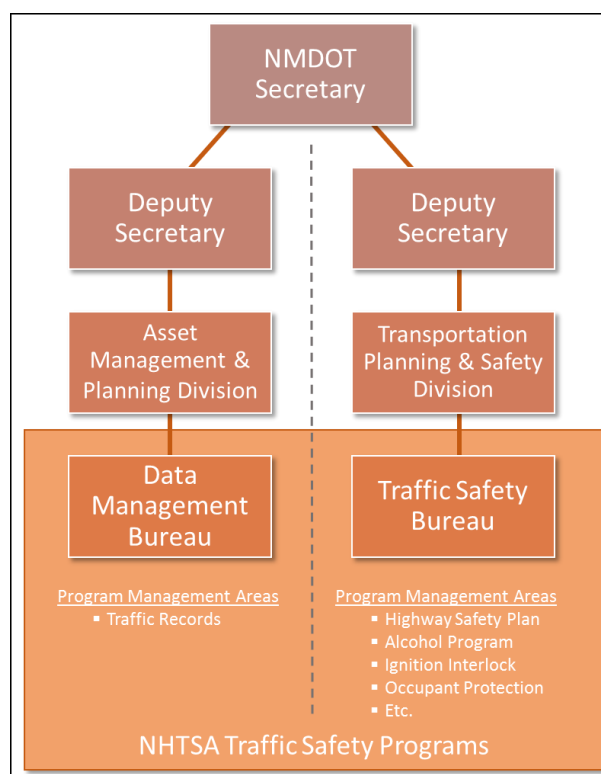 NMDOT
Secretary
Deputy
Secretary
Deputy
Secretary
Asset
Management &
Planning Division
Transportation
Planning & Safety
Division
Data
Management
Bureau
Traffic Safety
Bureau
Program Management Areas
▪ Traffic Records
Program Management Areas
▪ Highway Safety Plan
▪ Alcohol Program
▪ Ignition Interlock
▪ Occupant Protection
▪ Etc.
NHTSA Traffic Safety Programs